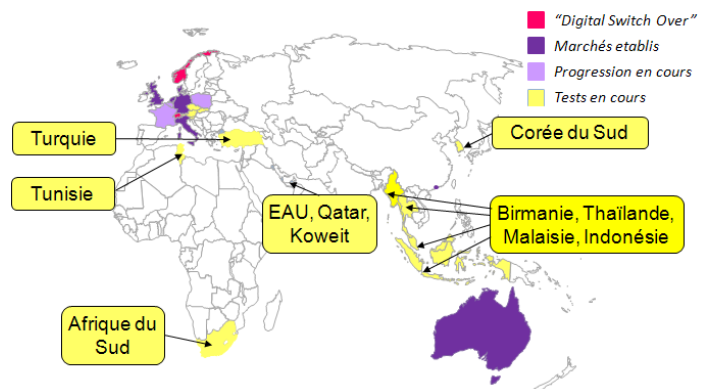 “Digital Switch Over”
Marchés etablis
Progression en cours
Tests en cours
Turquie
Corée du Sud
Tunisie
EAU, Qatar,
Koweit
Birmanie, Thaïlande,
Malaisie, Indonésie
Afrique du
Sud